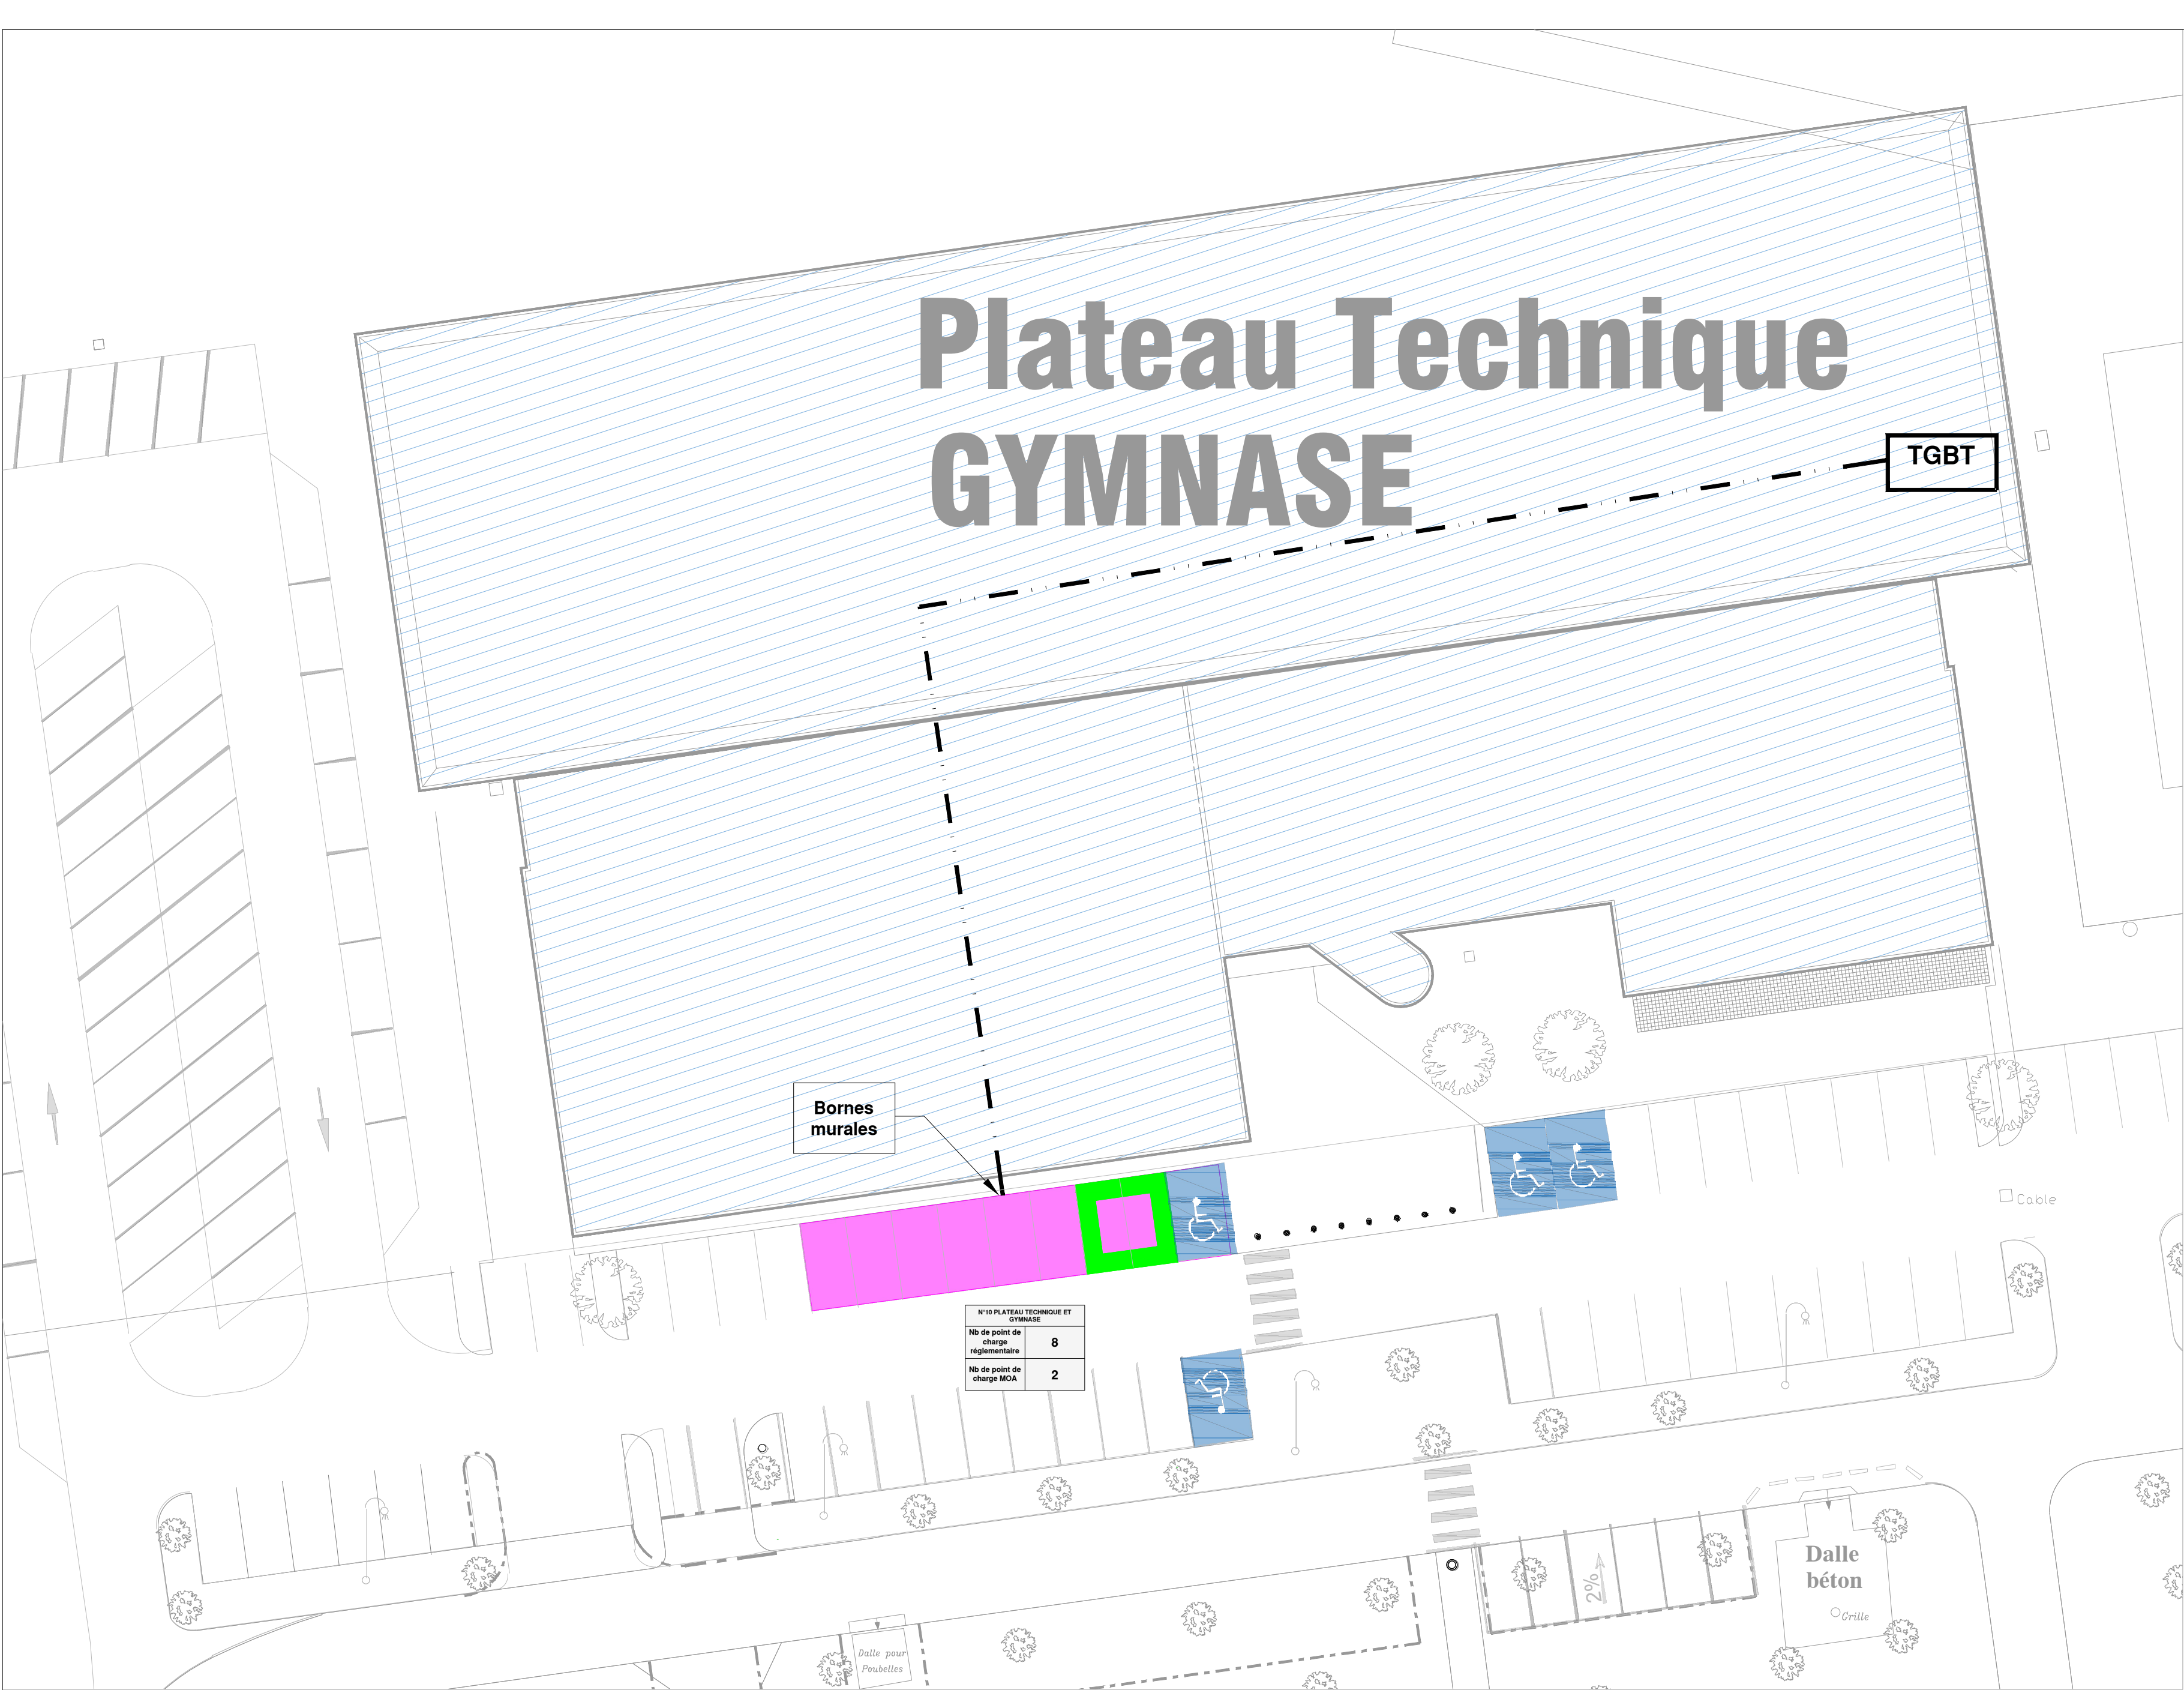 Plateau Technique
GYMNASE
TGBT
Bornes
murales
Cable
N°10 PLATEAU TECHNIQUE ET
GYMNASE
Nb de point de
charge
réglementaire
8
Nb de point de
charge MOA
2
2%
Dalle
béton
Grille
Dalle pour
Poubelles